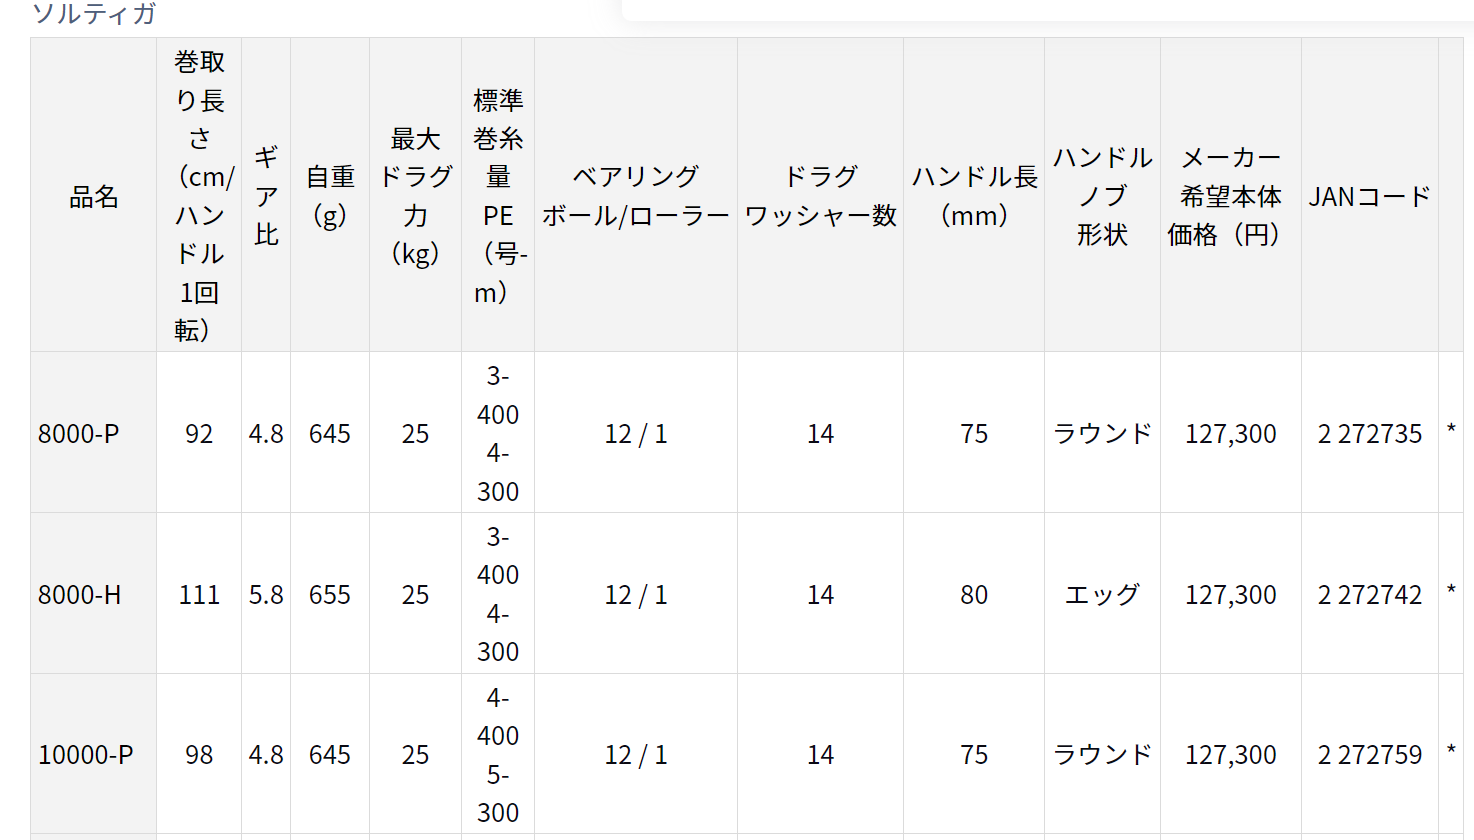 ソルティガ
品名
巻取
り長
さ
（cm/
ハン
ドル
1回
転）
ギ
ア
比
自重
（g）
最大
ドラグ
力
（kg）
標準
巻糸
量
PE
（号-
m）
ベアリング
ボール/ローラー
ドラグ
ワッシャー数
ハンドル長
（mm）
ハンドル
ノブ
形状
メーカー
希望本体
価格（円）
JANコード
8000-P
92
4.8
645
25
3-
400
4-
300
12 / 1
14
75
ラウンド
127,300
2 272735
*
8000-H
111
5.8
655
25
3-
400
4-
300
12 / 1
14
80
エッグ
127,300
2 272742
*
10000-P
98
4.8
645
25
4-
400
5-
300
12 / 1
14
75
ラウンド
127,300
2 272759
*